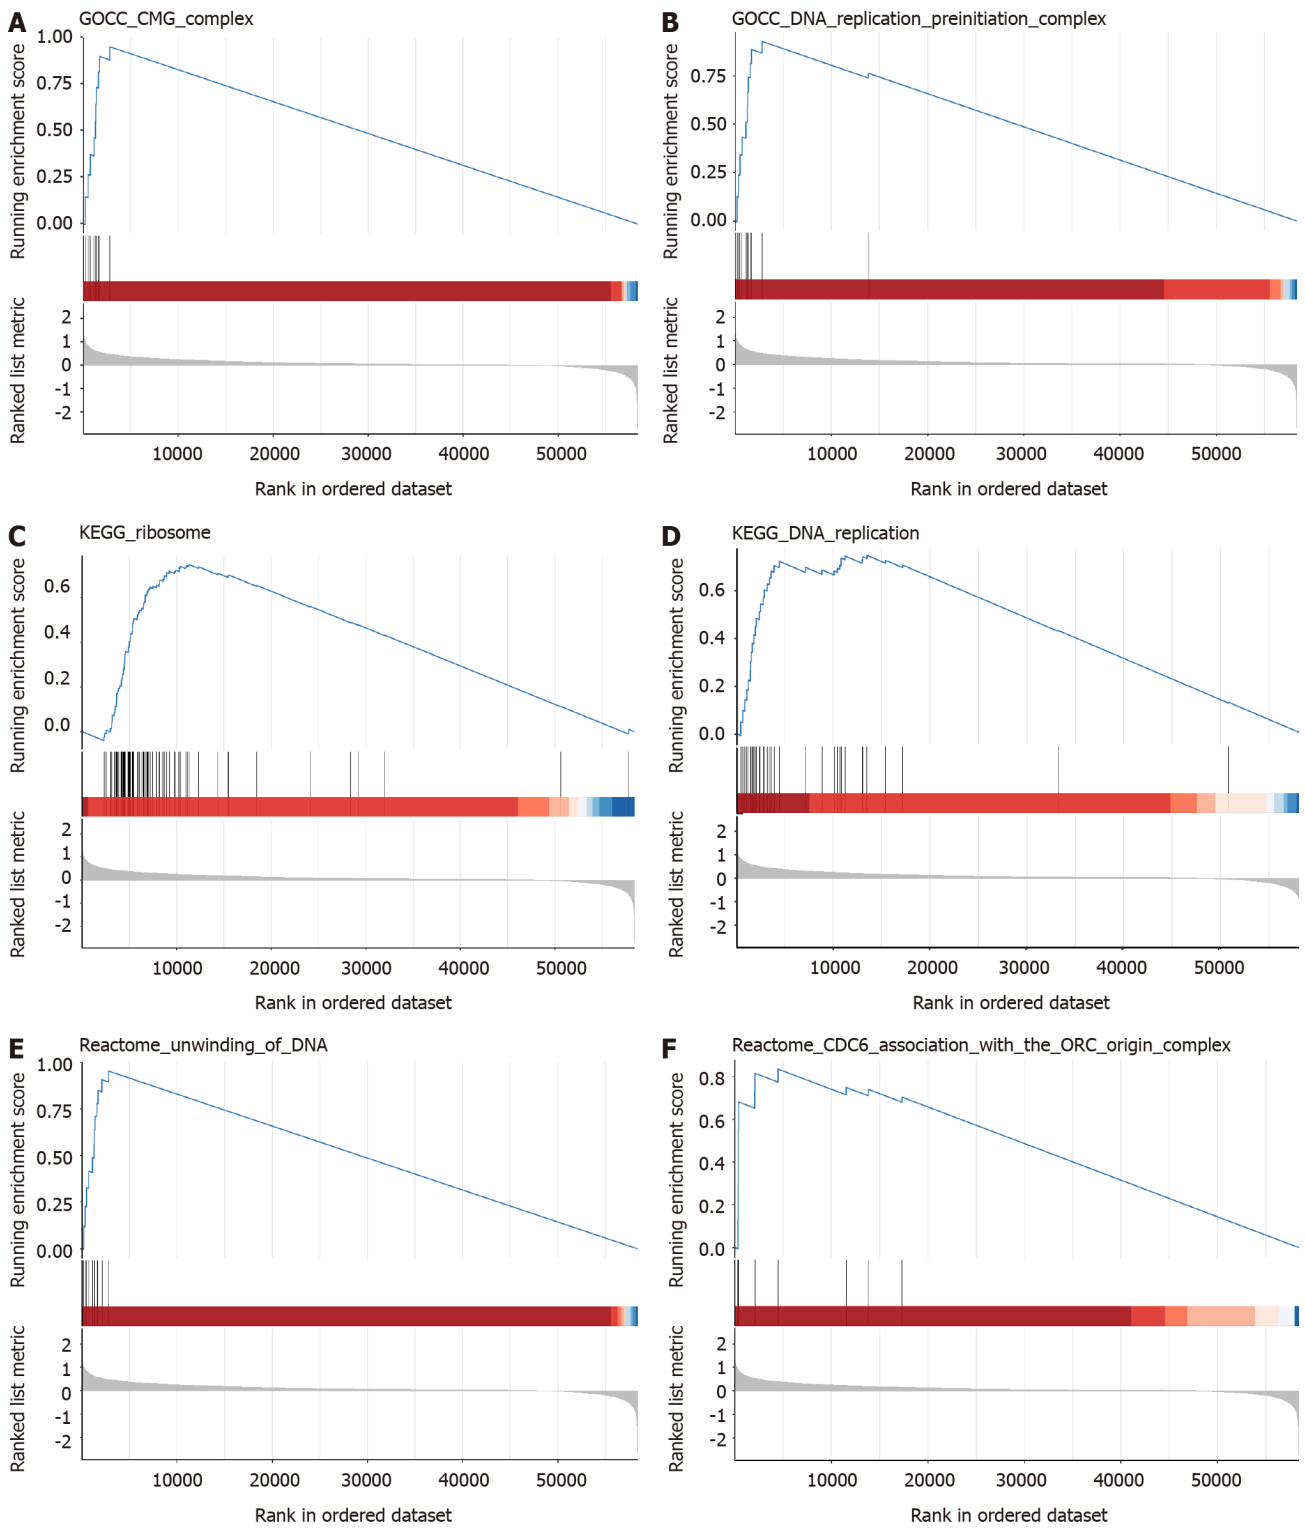 A GOCC_CMG_complex
Running enrichment score
1.00
0.75
0.50
0.25
0.00
Ranked list metric
2
1
0
-1
-2
10000 20000 30000 40000 50000
Rank in ordered dataset
B GOCC_DNA_replication_preinitiation_complex
Running enrichment score
0.75
0.50
0.25
0.00
Ranked list metric
2
1
0
-1
-2
10000 20000 30000 40000 50000
Rank in ordered dataset
C KEGG_ribosome
Running enrichment score
0.6
0.4
0.2
0.0
Ranked list metric
2
1
0
-1
-2
10000 20000 30000 40000 50000
Rank in ordered dataset
D KEGG_DNA_replication
Running enrichment score
0.6
0.4
0.2
0.0
Ranked list metric
2
1
0
-1
-2
10000 20000 30000 40000 50000
Rank in ordered dataset
E Reactome_unwinding_of_DNA
Running enrichment score
1.00
0.75
0.50
0.25
0.00
Ranked list metric
2
1
0
-1
-2
10000 20000 30000 40000 50000
Rank in ordered dataset
F Reactome_CDC6_association_with_the_ORC_origin_complex
Running enrichment score
0.8
0.6
0.4
0.2
0.0
Ranked list metric
2
1
0
-1
-2
10000 20000 30000 40000 50000
Rank in ordered dataset